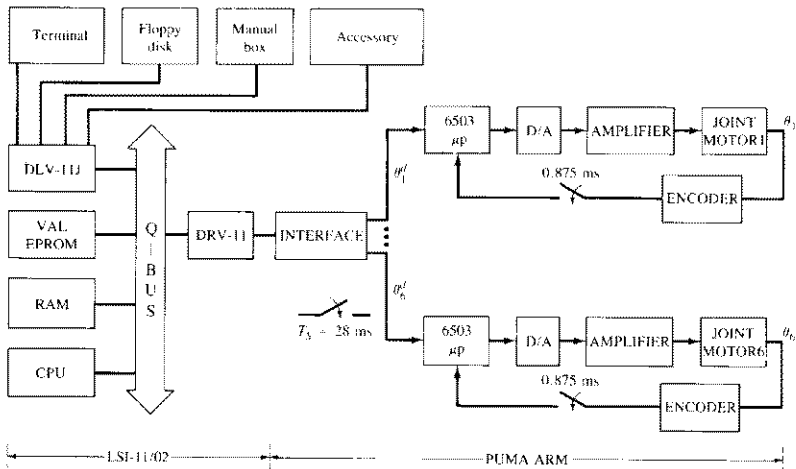 Terminal
Floppy
disk
Manual
box
Accessory
DLV-11J
VAL
EPROM
RAM
CPU
Q-BUS
DRV-11
INTERFACE
T_s = 28 ms
θ₁ᵈ
θ₆ᵈ
6503
μp
D/A
AMPLIFIER
JOINT
MOTOR1
θ₁
0.875 ms
ENCODER
6503
μp
D/A
AMPLIFIER
JOINT
MOTOR6
θ₆
0.875 ms
ENCODER
LSI-11/02
PUMA ARM